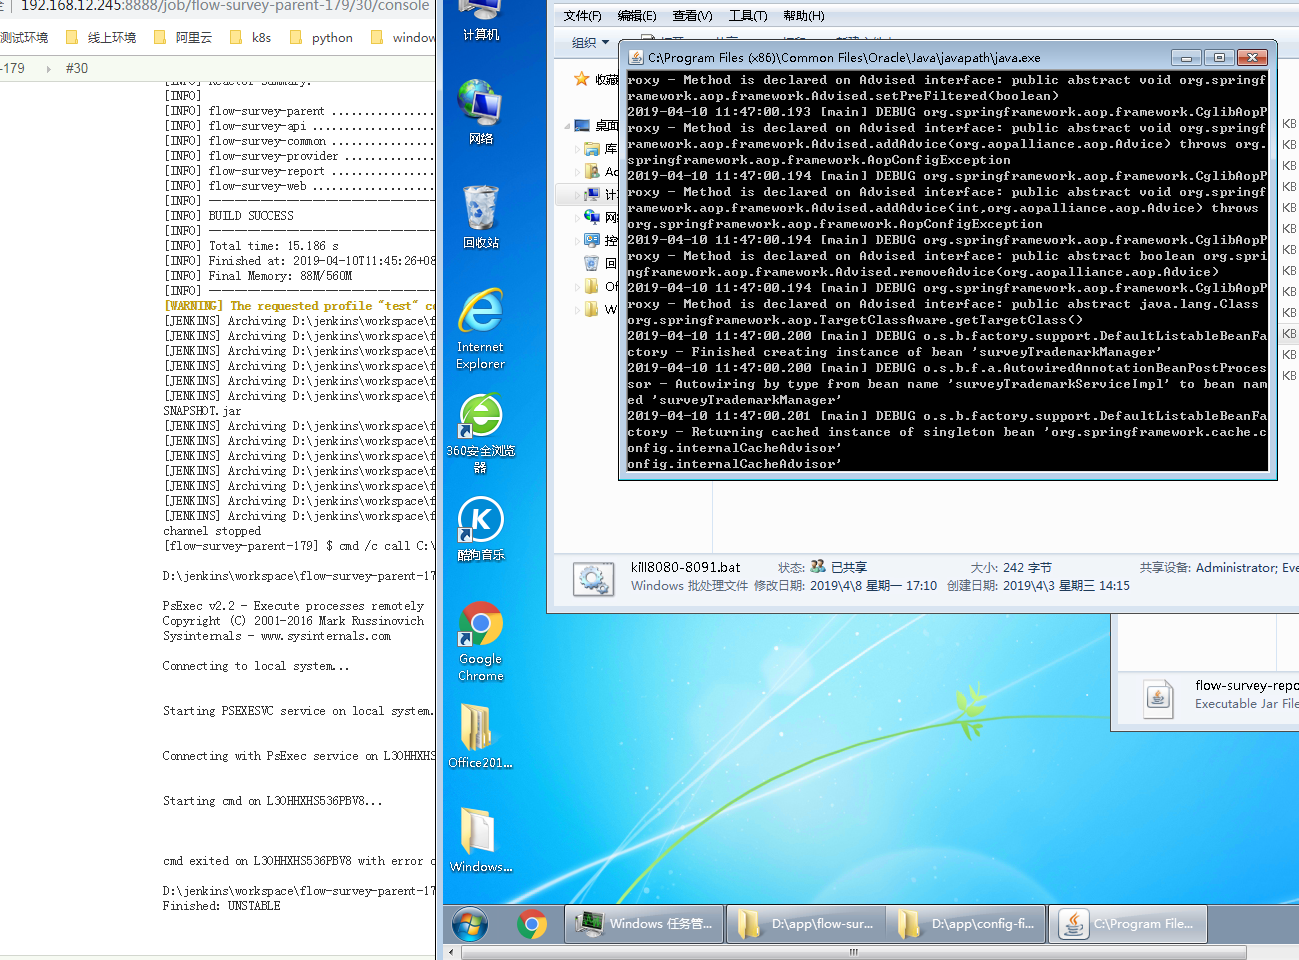 192.168.12.245:8888/job/flow-survey-parent-179/30/console
测试环境 线上环境 阿里云 k8s python window
-179 #30
[INFO] Reactor Summary:
[INFO]
[INFO] flow-survey-parent ................
[INFO] flow-survey-api ...................
[INFO] flow-survey-common ................
[INFO] flow-survey-provider ..............
[INFO] flow-survey-report ................
[INFO] flow-survey-web ...................
[INFO] ------------------------------
[INFO] BUILD SUCCESS
[INFO] ------------------------------
[INFO] Total time: 15.186 s
[INFO] Finished at: 2019-04-10T11:45:26+08
[INFO] Final Memory: 88M/560M
[INFO] ------------------------------
[WARNING] The requested profile "test" co
[JENKINS] Archiving D:\jenkins\workspace\f
[JENKINS] Archiving D:\jenkins\workspace\f
[JENKINS] Archiving D:\jenkins\workspace\f
[JENKINS] Archiving D:\jenkins\workspace\f
[JENKINS] Archiving D:\jenkins\workspace\f
[JENKINS] Archiving D:\jenkins\workspace\f
SNAPSHOT.jar
[JENKINS] Archiving D:\jenkins\workspace\f
[JENKINS] Archiving D:\jenkins\workspace\f
[JENKINS] Archiving D:\jenkins\workspace\f
[JENKINS] Archiving D:\jenkins\workspace\f
[JENKINS] Archiving D:\jenkins\workspace\f
[JENKINS] Archiving D:\jenkins\workspace\f
[JENKINS] Archiving D:\jenkins\workspace\f
channel stopped
[flow-survey-parent-179] $ cmd /c call C:\
D:\jenkins\workspace\flow-survey-parent-17
PsExec v2.2 - Execute processes remotely
Copyright (C) 2001-2016 Mark Russinovich
Sysinternals - www.sysinternals.com
Connecting to local system...
Starting PSEXESVC service on local system.
Connecting with PsExec service on L3OHHXHS
Starting cmd on L3OHHXHS536PBV8...
cmd exited on L3OHHXHS536PBV8 with error c
D:\jenkins\workspace\flow-survey-parent-17
Finished: UNSTABLE
计算机
网络
回收站
Internet
Explorer
360安全浏览
器
酷狗音乐
Google
Chrome
Office201...
Windows...
文件(F) 编辑(E) 查看(V) 工具(T) 帮助(H)
组织
收藏
桌面
库
Ad
计
网
控
回
Of
W
KB
KB
KB
KB
KB
KB
KB
KB
KB
KB
KB
KB
KB
C:\Program Files (x86)\Common Files\Oracle\Java\javapath\java.exe
roxy - Method is declared on Advised interface: public abstract void org.springf
ramework.aop.framework.Advised.setPreFiltered(boolean)
2019-04-10 11:47:00.193 [main] DEBUG org.springframework.aop.framework.CglibAopP
roxy - Method is declared on Advised interface: public abstract void org.springf
ramework.aop.framework.Advised.addAdvice(org.aopalliance.aop.Advice) throws org.
springframework.aop.framework.AopConfigException
2019-04-10 11:47:00.194 [main] DEBUG org.springframework.aop.framework.CglibAopP
roxy - Method is declared on Advised interface: public abstract void org.springf
ramework.aop.framework.Advised.addAdvice(int,org.aopalliance.aop.Advice) throws
org.springframework.aop.framework.AopConfigException
2019-04-10 11:47:00.194 [main] DEBUG org.springframework.aop.framework.CglibAopP
roxy - Method is declared on Advised interface: public abstract boolean org.spri
ngframework.aop.framework.Advised.removeAdvice(org.aopalliance.aop.Advice)
2019-04-10 11:47:00.194 [main] DEBUG org.springframework.aop.framework.CglibAopP
roxy - Method is declared on Advised interface: public abstract java.lang.Class
org.springframework.aop.TargetClassAware.getTargetClass()
2019-04-10 11:47:00.200 [main] DEBUG o.s.b.factory.support.DefaultListableBeanFa
ctory - Finished creating instance of bean 'surveyTrademarkManager'
2019-04-10 11:47:00.200 [main] DEBUG o.s.b.f.a.AutowiredAnnotationBeanPostProces
sor - Autowiring by type from bean name 'surveyTrademarkServiceImpl' to bean nam
ed 'surveyTrademarkManager'
2019-04-10 11:47:00.201 [main] DEBUG o.s.b.factory.support.DefaultListableBeanFa
ctory - Returning cached instance of singleton bean 'org.springframework.cache.c
onfig.internalCacheAdvisor'
onfig.internalCacheAdvisor'
kill8080-8091.bat 状态: 已共享 大小: 242 字节 共享设备: Administrator; Eve
Windows 批处理文件 修改日期: 2019\4\8 星期一 17:10 创建日期: 2019\4\3 星期三 14:15
flow-survey-repo
Executable Jar File
Windows 任务管... D:\app\flow-sur... D:\app\config-fi... C:\Program File...